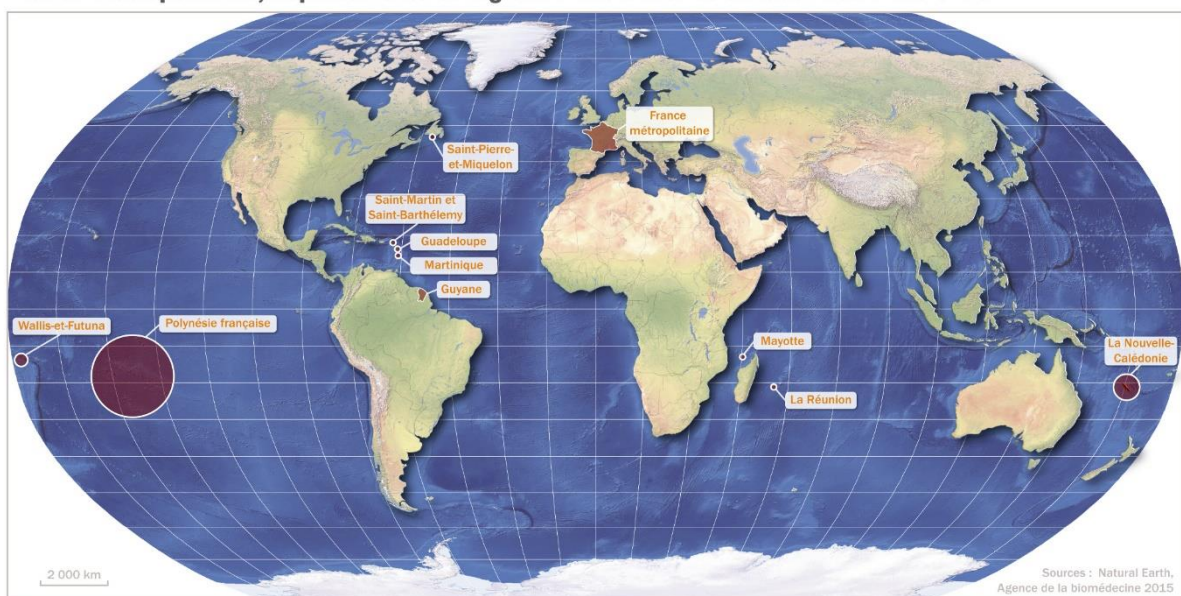 France
métropolitaine
Saint-Pierre-
et-Miquelon
Saint-Martin et
Saint-Barthélemy
Guadeloupe
Martinique
Guyane
Wallis-et-Futuna
Polynésie française
Mayotte
La Réunion
La Nouvelle-
Calédonie
2 000 km
Sources : Natural Earth,
Agence de la biomédecine 2015